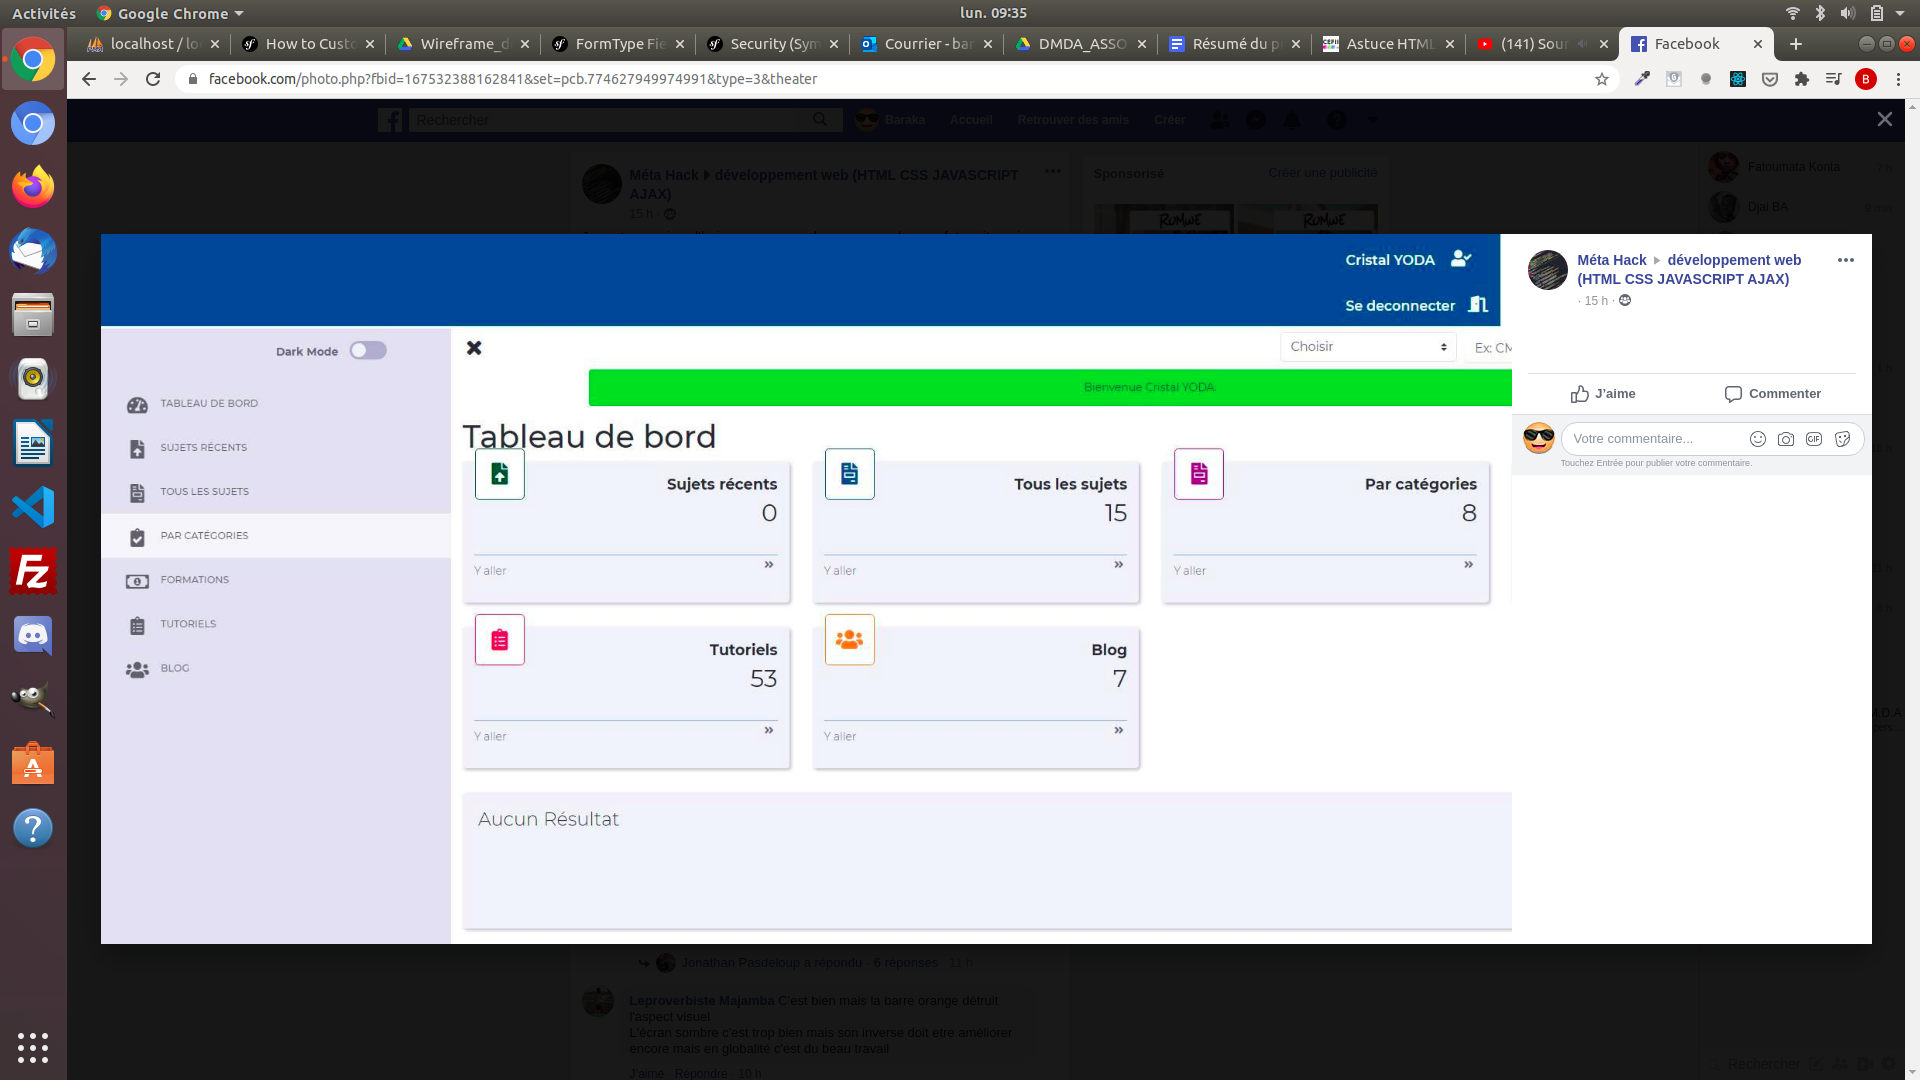 Activités
Google Chrome
lun. 09:35
localhost / lo
How to Custo
Wireframe_d
FormType Fie
Security (Sym
Courrier - bar
DMDA_ASSO
Résumé du p
Astuce HTML
(141) Sour
Facebook
facebook.com/photo.php?fbid=167532388162841&set=pcb.774627949974991&type=3&theater
B
Rechercher
Baraka
Accueil
Retrouver des amis
Créer
Méta Hack développement web (HTML CSS JAVASCRIPT
AJAX)
15 h
Sponsorisé
Créer une publicité
ROMWE
ROMWE
Fatoumata Konta
Djai BA
Cristal YODA
Se deconnecter
Dark Mode
Choisir
Ex: CM
Bienvenue Cristal YODA.
TABLEAU DE BORD
SUJETS RÉCENTS
TOUS LES SUJETS
PAR CATÉGORIES
FORMATIONS
TUTORIELS
BLOG
Tableau de bord
Sujets récents
0
Y aller
»
Tous les sujets
15
Y aller
»
Par catégories
8
Y aller
»
Tutoriels
53
Y aller
»
Blog
7
Y aller
»
Aucun Résultat
Méta Hack développement web
(HTML CSS JAVASCRIPT AJAX)
· 15 h ·
J'aime
Commenter
Votre commentaire...
GIF
Touchez Entrée pour publier votre commentaire.
Jonathan Pasdeloup a répondu · 6 réponses 11 h
Leproverbiste Majamba C'est bien mais la barre orange détruit
l'aspect visuel
L'écran sombre c'est trop bien mais son inverse doit etre améliorer
encore mais en globalité c'est du beau travail
J'aime · Répondre · 10 h
Rechercher